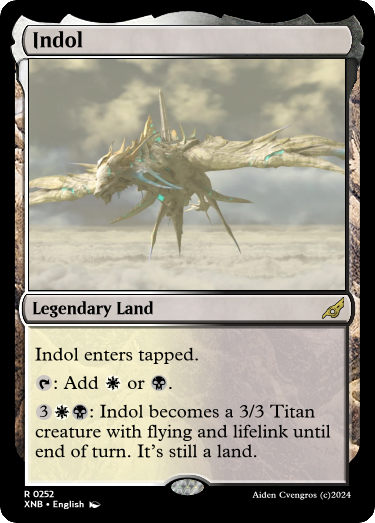 Indol
Legendary Land
Indol enters tapped.
: Add or .
3 : Indol becomes a 3/3 Titan
creature with flying and lifelink until
end of turn. It's still a land.
R 0252
XNB • English
Aiden Cvengros (c)2024